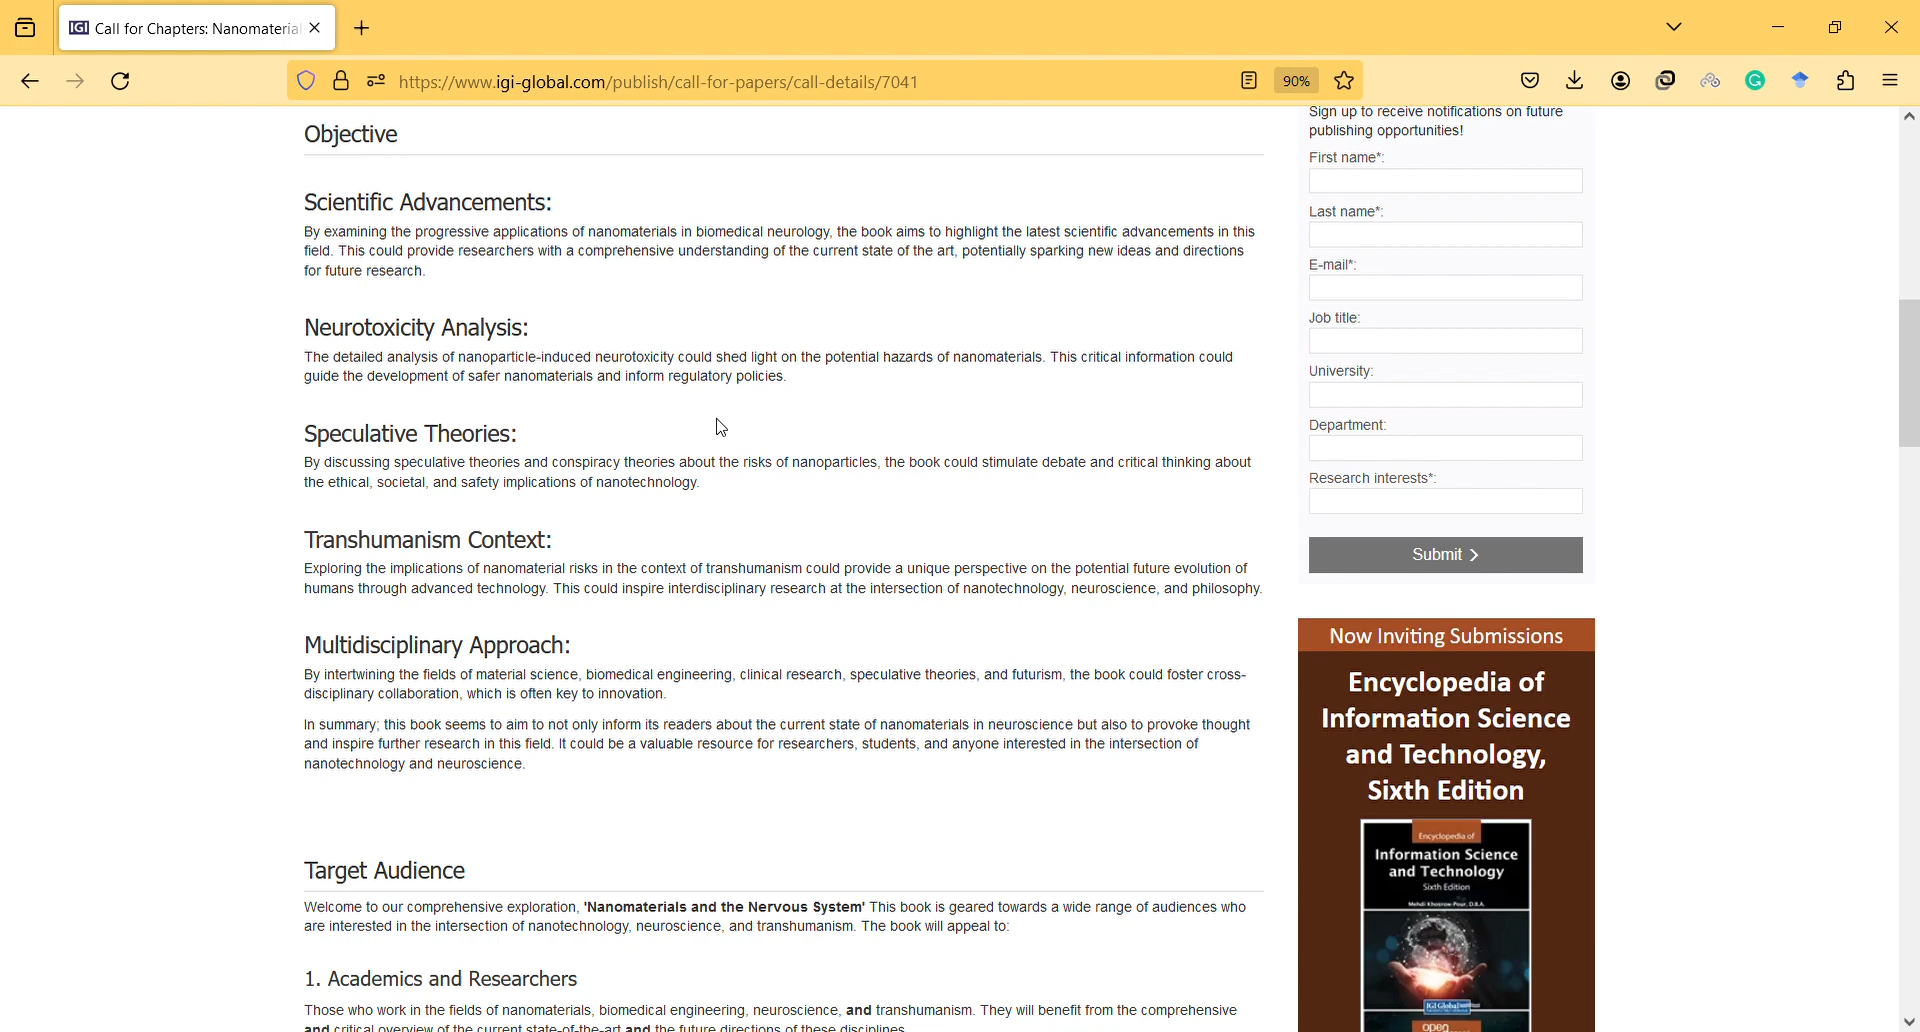 IGI Call for Chapters: Nanomaterial
https://www.igi-global.com/publish/call-for-papers/call-details/7041
90%
Objective
Scientific Advancements:
By examining the progressive applications of nanomaterials in biomedical neurology, the book aims to highlight the latest scientific advancements in this
field. This could provide researchers with a comprehensive understanding of the current state of the art, potentially sparking new ideas and directions
for future research.
Neurotoxicity Analysis:
The detailed analysis of nanoparticle-induced neurotoxicity could shed light on the potential hazards of nanomaterials. This critical information could
guide the development of safer nanomaterials and inform regulatory policies.
Speculative Theories:
By discussing speculative theories and conspiracy theories about the risks of nanoparticles, the book could stimulate debate and critical thinking about
the ethical, societal, and safety implications of nanotechnology.
Transhumanism Context:
Exploring the implications of nanomaterial risks in the context of transhumanism could provide a unique perspective on the potential future evolution of
humans through advanced technology. This could inspire interdisciplinary research at the intersection of nanotechnology, neuroscience, and philosophy.
Multidisciplinary Approach:
By intertwining the fields of material science, biomedical engineering, clinical research, speculative theories, and futurism, the book could foster cross-
disciplinary collaboration, which is often key to innovation.
In summary; this book seems to aim to not only inform its readers about the current state of nanomaterials in neuroscience but also to provoke thought
and inspire further research in this field. It could be a valuable resource for researchers, students, and anyone interested in the intersection of
nanotechnology and neuroscience.
Target Audience
Welcome to our comprehensive exploration, 'Nanomaterials and the Nervous System' This book is geared towards a wide range of audiences who
are interested in the intersection of nanotechnology, neuroscience, and transhumanism. The book will appeal to:
1. Academics and Researchers
Those who work in the fields of nanomaterials, biomedical engineering, neuroscience, and transhumanism. They will benefit from the comprehensive
and critical overview of the current state-of-the-art and the future directions of these disciplines.
Sign up to receive notifications on future
publishing opportunities!
First name*:
Last name*:
E-mail*:
Job title:
University:
Department:
Research interests*:
Submit
Now Inviting Submissions
Encyclopedia of
Information Science
and Technology,
Sixth Edition
Encyclopedia of
Information Science
and Technology
Sixth Edition
Mehdi Khosrow-Pour, D.B.A.
IGI Global
open